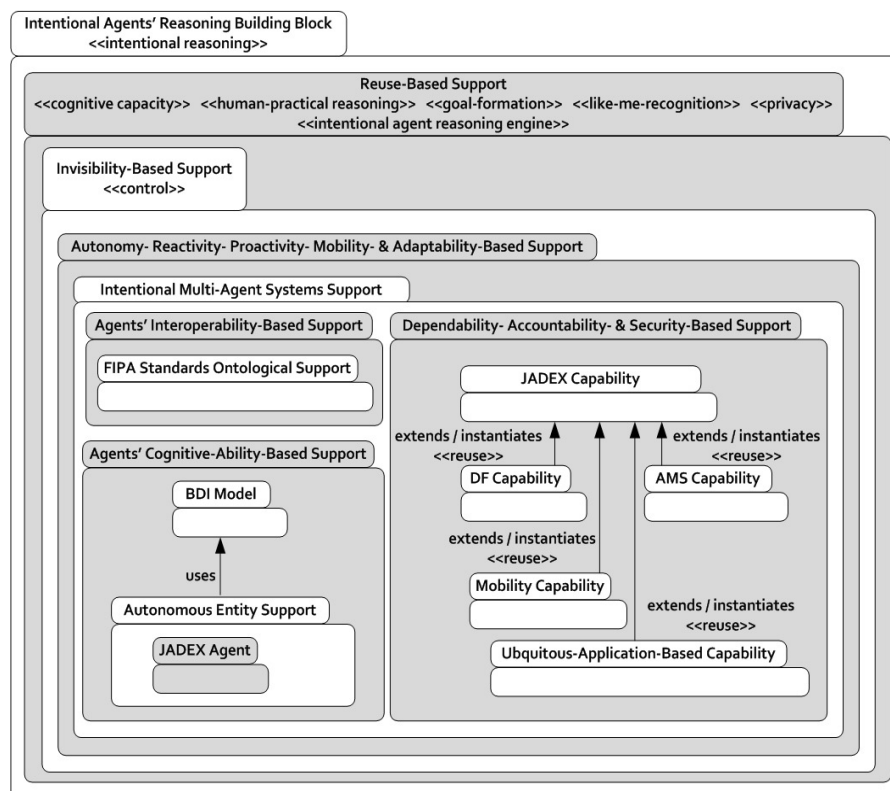 Intentional Agents' Reasoning Building Block
<<intentional reasoning>>
Reuse-Based Support
<<cognitive capacity>> <<human-practical reasoning>> <<goal-formation>> <<like-me-recognition>> <<privacy>>
<<intentional agent reasoning engine>>
Invisibility-Based Support
<<control>>
Autonomy- Reactivity- Proactivity- Mobility- & Adaptability-Based Support
Intentional Multi-Agent Systems Support
Agents' Interoperability-Based Support
FIPA Standards Ontological Support
Agents' Cognitive-Ability-Based Support
BDI Model
uses
Autonomous Entity Support
JADEX Agent
Dependability- Accountability- & Security-Based Support
JADEX Capability
extends / instantiates
<<reuse>>
DF Capability
extends / instantiates
<<reuse>>
AMS Capability
extends / instantiates
<<reuse>>
Mobility Capability
extends / instantiates
<<reuse>>
Ubquitous-Application-Based Capability